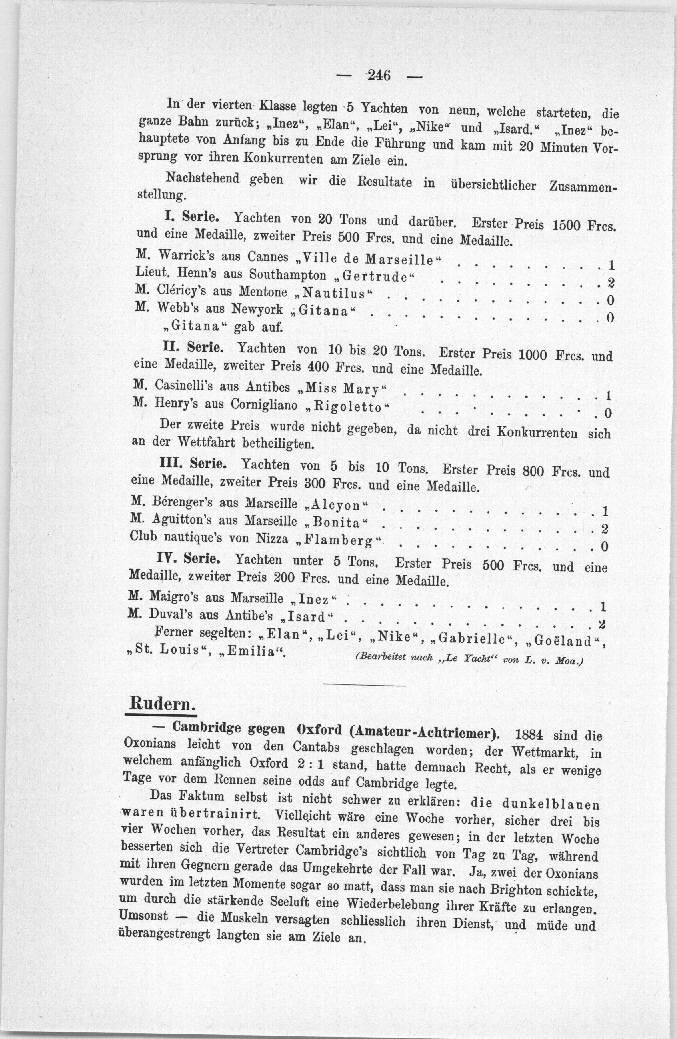 — 246 —
In der vierten Klasse legten 5 Yachten von neun, welche starteten, die
ganze Bahn zurück; „Inez“, „Elan“, „Lei“, „Nike“ und „Isard.“ „Inez“ be-
hauptete von Anfang bis zu Ende die Führung und kam mit 20 Minuten Vor-
sprung vor ihren Konkurrenten am Ziele ein.
Nachstehend geben wir die Resultate in übersichtlicher Zusammen-
stellung.
I. Serie. Yachten von 20 Tons und darüber. Erster Preis 1500 Frcs.
und eine Medaille, zweiter Preis 500 Frcs. und eine Medaille.
M. Warrick's aus Cannes „Ville de Marseille“ . . . . . . . . . 1
Lieut. Henn's aus Southampton „Gertrude“ . . . . . . . . . . 2
M. Cléricy's aus Mentone „Nautilus“ . . . . . . . . . . . . . 0
M. Webb's aus Newyork „Gitana“ . . . . . . . . . . . . . . 0
„Gitana“ gab auf.
II. Serie. Yachten von 10 bis 20 Tons. Erster Preis 1000 Frcs. und
eine Medaille, zweiter Preis 400 Frcs. und eine Medaille.
M. Casinelli's aus Antibes „Miss Mary“ . . . . . . . . . . . . 1
M. Henry's aus Cornigliano „Rigoletto“ . . . . . . . . . . . 0
Der zweite Preis wurde nicht gegeben, da nicht drei Konkurrenten sich
an der Wettfahrt betheiligten.
III. Serie. Yachten von 5 bis 10 Tons. Erster Preis 800 Frcs. und
eine Medaille, zweiter Preis 300 Frcs. und eine Medaille.
M. Bérenger's aus Marseille „Alcyon“ . . . . . . . . . . . . . 1
M. Aguitton's aus Marseille „Bonita“ . . . . . . . . . . . . . 2
Club nautique's von Nizza „Flamberg“ . . . . . . . . . . . . 0
IV. Serie. Yachten unter 5 Tons. Erster Preis 500 Frcs. und eine
Medaille, zweiter Preis 200 Frcs. und eine Medaille.
M. Maigro's aus Marseille „Inez“ . . . . . . . . . . . . . . . 1
M. Duval's aus Antibe's „Isard“ . . . . . . . . . . . . . . . 2
Ferner segelten: „Elan“, „Lei“, „Nike“, „Gabrielle“, „Goëland“,
„St. Louis“, „Emilia“. (Bearbeitet nach „Le Yacht“ von L. v. Moa.)
Rudern.
— Cambridge gegen Oxford (Amateur-Achtriemer). 1884 sind die
Oxonians leicht von den Cantabs geschlagen worden; der Wettmarkt, in
welchem anfänglich Oxford 2 : 1 stand, hatte demnach Recht, als er wenige
Tage vor dem Rennen seine odds auf Cambridge legte.
Das Faktum selbst ist nicht schwer zu erklären: die dunkelblauen
waren übertrainirt. Vielleicht wäre eine Woche vorher, sicher drei bis
vier Wochen vorher, das Resultat ein anderes gewesen; in der letzten Woche
besserten sich die Vertreter Cambridge's sichtlich von Tag zu Tag, während
mit ihren Gegnern gerade das Umgekehrte der Fall war. Ja, zwei der Oxonians
wurden im letzten Momente sogar so matt, dass man sie nach Brighton schickte,
um durch die stärkende Seeluft eine Wiederbelebung ihrer Kräfte zu erlangen.
Umsonst — die Muskeln versagten schliesslich ihren Dienst, und müde und
überangestrengt langten sie am Ziele an.